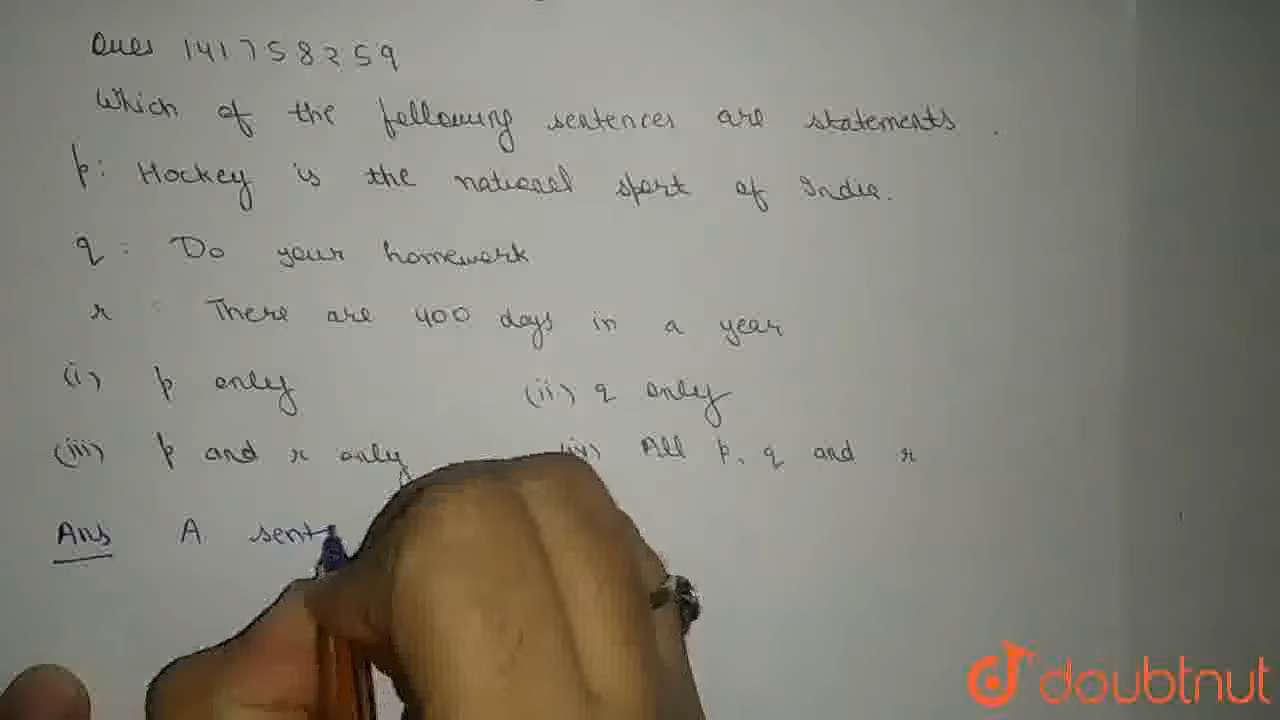 Ques 141758259
Which of the following sentences are statements.
p: Hockey is the national sport of India.
q: Do your homework
r: There are 400 days in a year
(i) p only (ii) q only
(iii) p and r only (iv) All p, q and r
Ans A sent
doubtnut